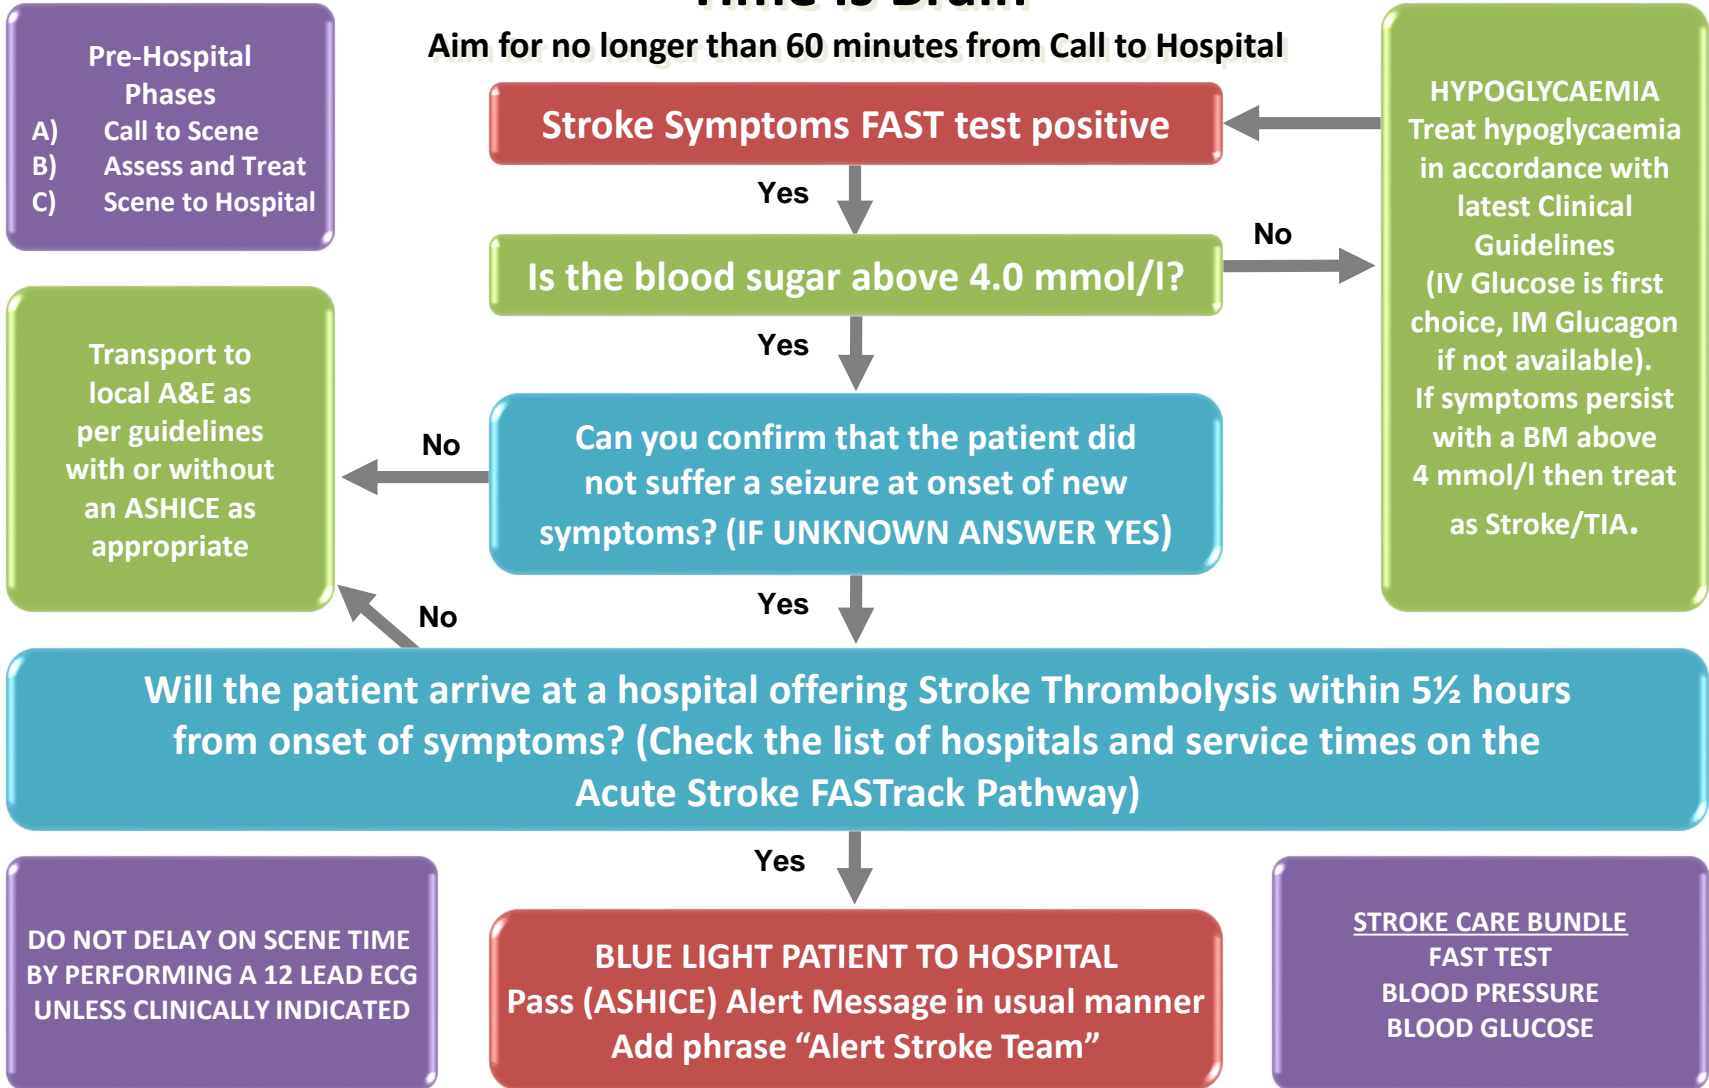 Time is Brain
Aim for no longer than 60 minutes from Call to Hospital
Pre-Hospital
Phases
A) Call to Scene
B) Assess and Treat
C) Scene to Hospital
Stroke Symptoms FAST test positive
Yes
Is the blood sugar above 4.0 mmol/l?
No
HYPOGLYCAEMIA
Treat hypoglycaemia
in accordance with
latest Clinical
Guidelines
(IV Glucose is first
choice, IM Glucagon
if not available).
If symptoms persist
with a BM above
4 mmol/l then treat
as Stroke/TIA.
Yes
Can you confirm that the patient did
not suffer a seizure at onset of new
symptoms? (IF UNKNOWN ANSWER YES)
No
Transport to
local A&E as
per guidelines
with or without
an ASHICE as
appropriate
Yes
No
Will the patient arrive at a hospital offering Stroke Thrombolysis within 5½ hours
from onset of symptoms? (Check the list of hospitals and service times on the
Acute Stroke FASTrack Pathway)
Yes
DO NOT DELAY ON SCENE TIME
BY PERFORMING A 12 LEAD ECG
UNLESS CLINICALLY INDICATED
BLUE LIGHT PATIENT TO HOSPITAL
Pass (ASHICE) Alert Message in usual manner
Add phrase “Alert Stroke Team”
STROKE CARE BUNDLE
FAST TEST
BLOOD PRESSURE
BLOOD GLUCOSE